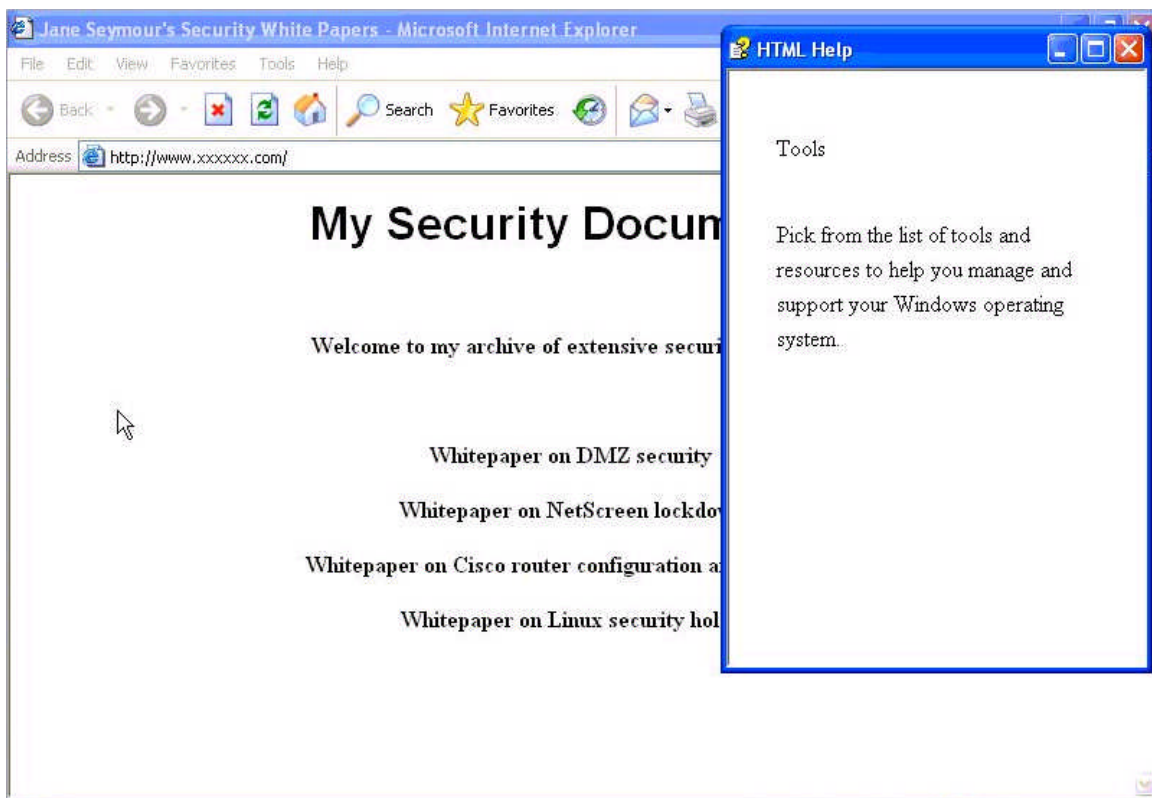 Jane Seymour's Security White Papers - Microsoft Internet Explorer
File Edit View Favorites Tools Help
Back Search Favorites
Address http://www.xxxxxx.com/
My Security Docum
Welcome to my archive of extensive securi
Whitepaper on DMZ security
Whitepaper on NetScreen lockdov
Whitepaper on Cisco router configuration a
Whitepaper on Linux security hol
HTML Help
Tools
Pick from the list of tools and
resources to help you manage and
support your Windows operating
system.